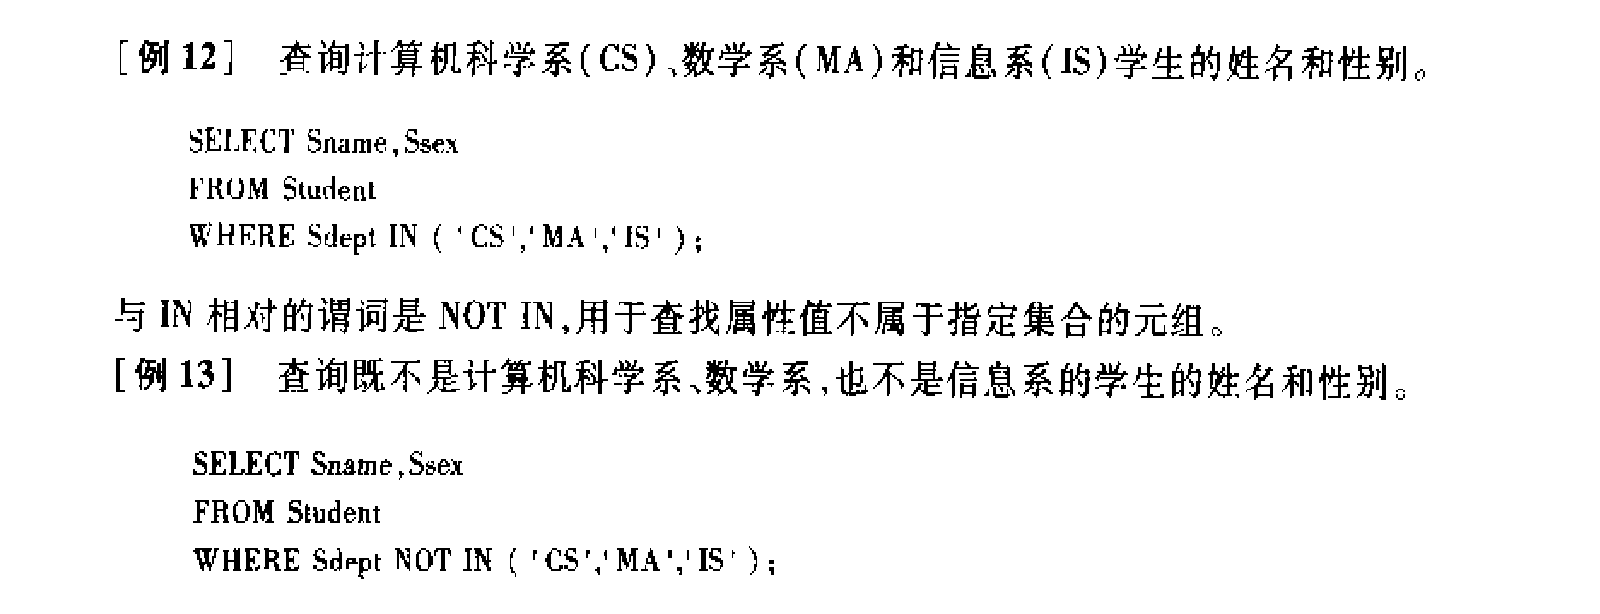 [例 12] 查询计算机科学系(CS)、数学系(MA)和信息系(IS)学生的姓名和性别。
SELECT Sname,Ssex
FROM Student
WHERE Sdept IN ( 'CS','MA','IS' );
与 IN 相对的谓词是 NOT IN,用于查找属性值不属于指定集合的元组。
[例 13] 查询既不是计算机科学系、数学系,也不是信息系的学生的姓名和性别。
SELECT Sname,Ssex
FROM Student
WHERE Sdept NOT IN ( 'CS','MA','IS' );